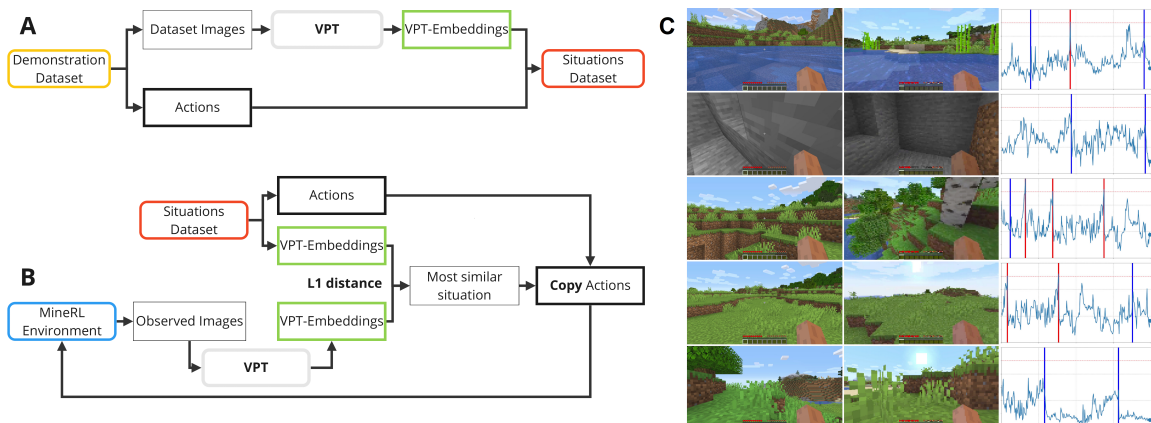 A
Dataset Images
VPT
VPT-Embeddings
Demonstration
Dataset
Situations
Dataset
Actions
B
Actions
Situations
Dataset
VPT-Embeddings
L1 distance
Most similar
situation
Copy Actions
MineRL
Environment
Observed Images
VPT-Embeddings
VPT
C